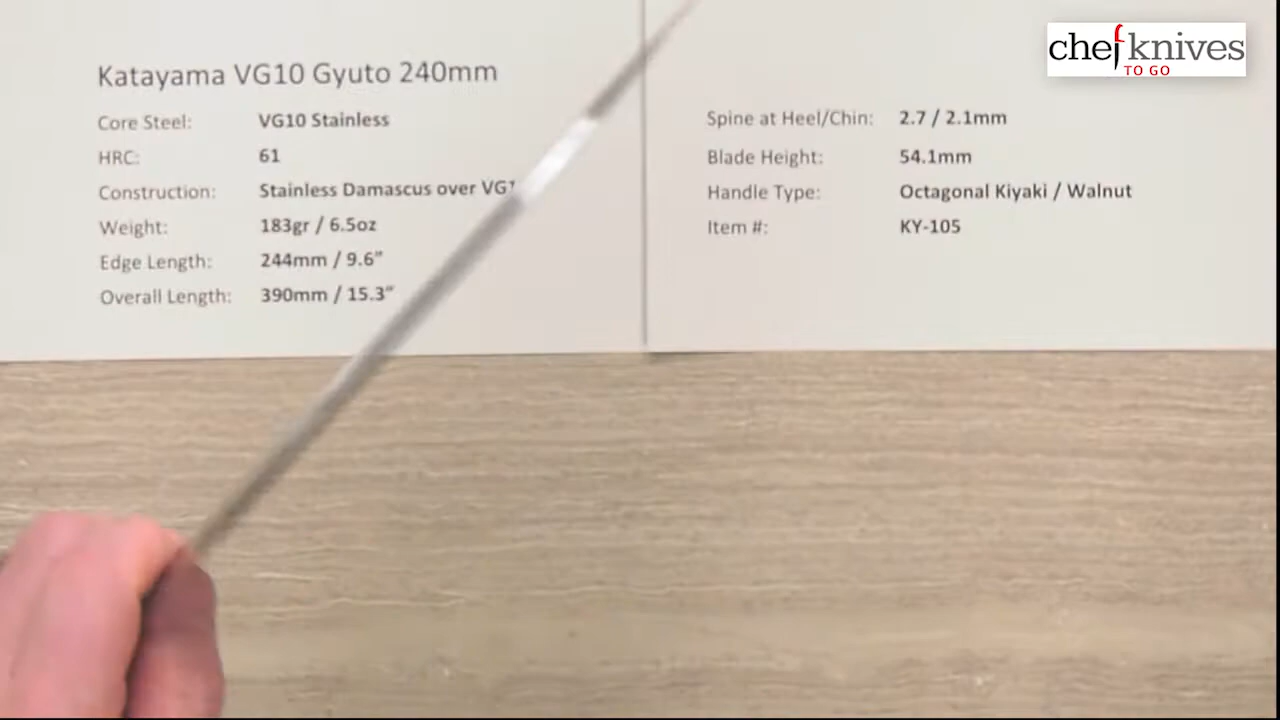 chefknives
TO GO
Katayama VG10 Gyuto 240mm
Core Steel: VG10 Stainless
HRC: 61
Construction: Stainless Damascus over
Weight: 183gr / 6.5oz
Edge Length: 244mm / 9.6"
Overall Length: 390mm / 15.3"
Spine at Heel/Chin: 2.7 / 2.1mm
Blade Height: 54.1mm
Handle Type: Octagonal Kiyaki / Walnut
Item #: KY-105